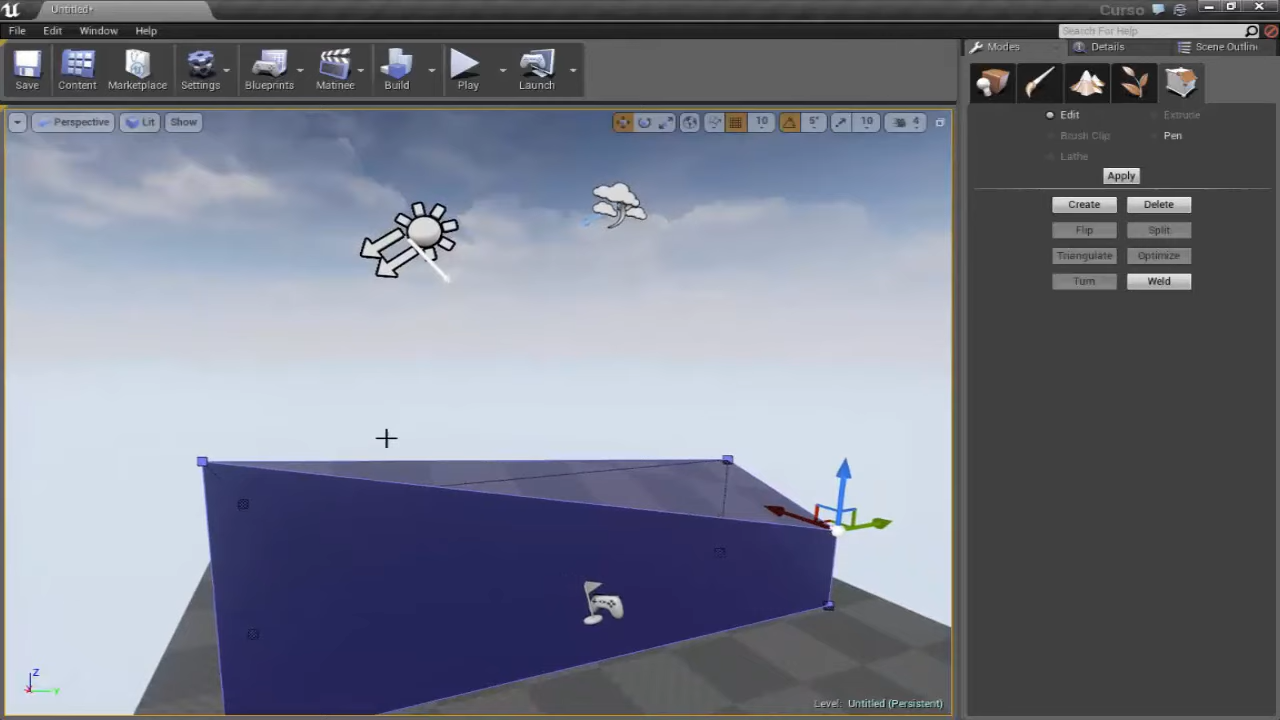 Untitled*
Curso
File Edit Window Help
Search For Help
Save Content Marketplace Settings Blueprints Matinee Build Play Launch
Modes Details Scene Outlin
Perspective Lit Show 10 5° 10 4
Edit Extrude
Brush Clip Pen
Lathe
Apply
Create Delete
Flip Split
Triangulate Optimize
Turn Weld
Z
X Y
Level: Untitled (Persistent)